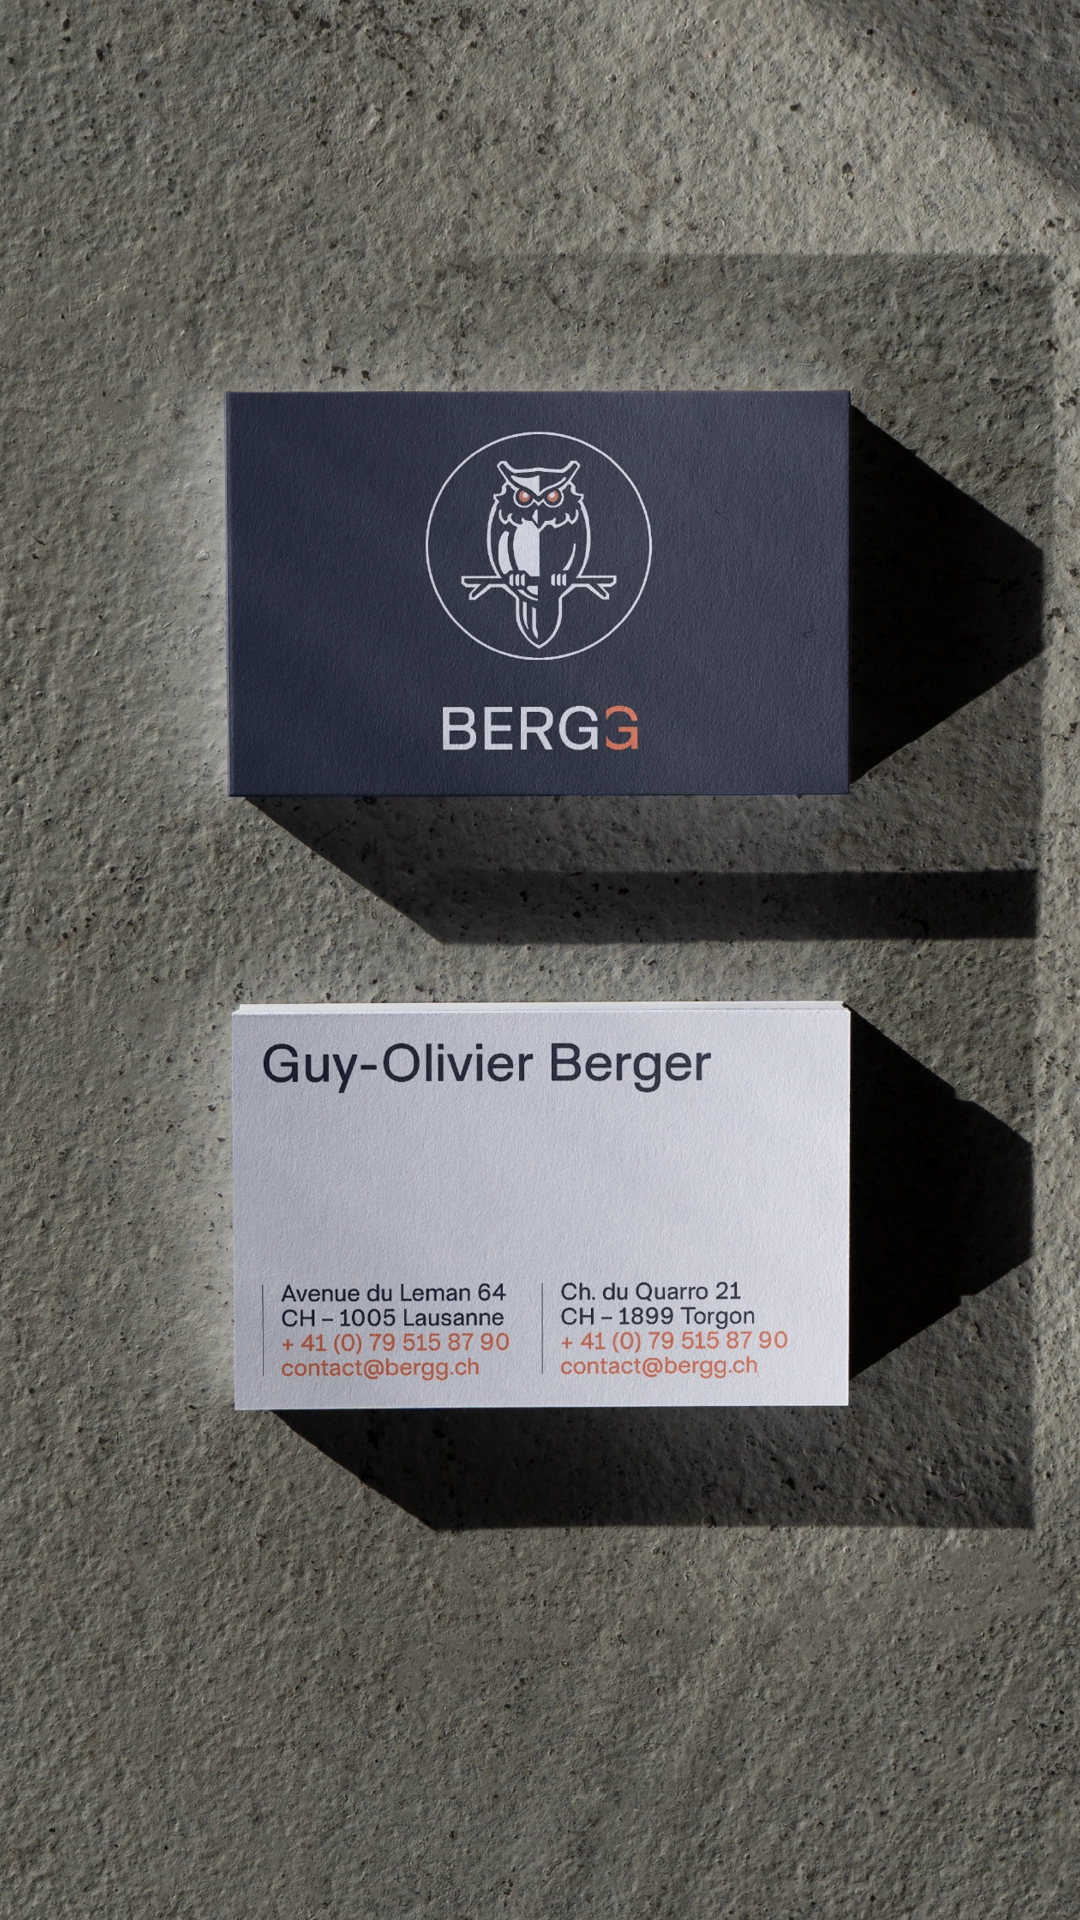 BERGG
Guy-Olivier Berger
Avenue du Leman 64
CH – 1005 Lausanne
+ 41 (0) 79 515 87 90
contact@bergg.ch
Ch. du Quarro 21
CH – 1899 Torgon
+ 41 (0) 79 515 87 90
contact@bergg.ch